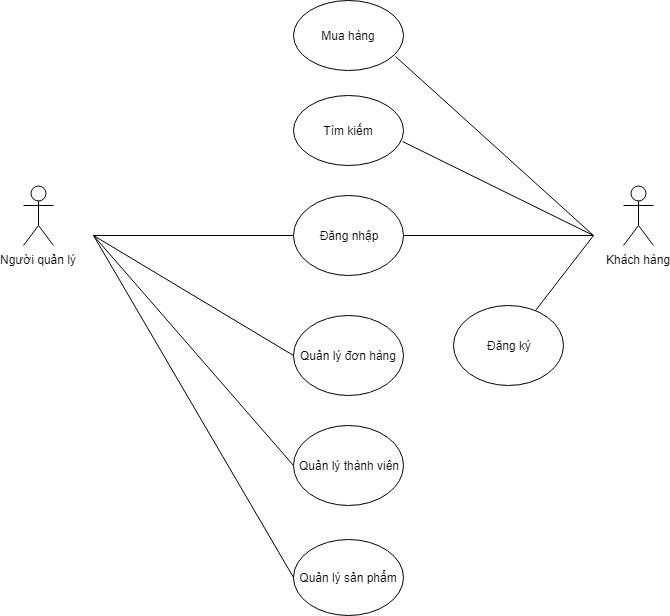 Mua hàng
Tìm kiếm
Đăng nhập
Người quản lý
Khách hàng
Đăng ký
Quản lý đơn hàng
Quản lý thành viên
Quản lý sản phẩm